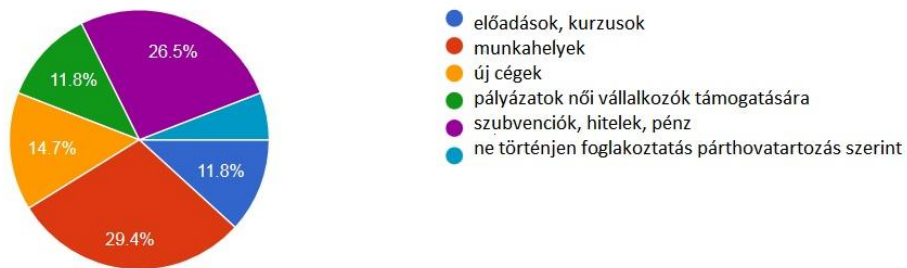 26.5%
11.8%
14.7%
11.8%
29.4%
előadások, kurzusok
munkahelyek
új cégek
pályázatok női vállalkozók támogatására
szubvenciók, hitelek, pénz
ne történjen foglakoztatás párthovatartozás szerint